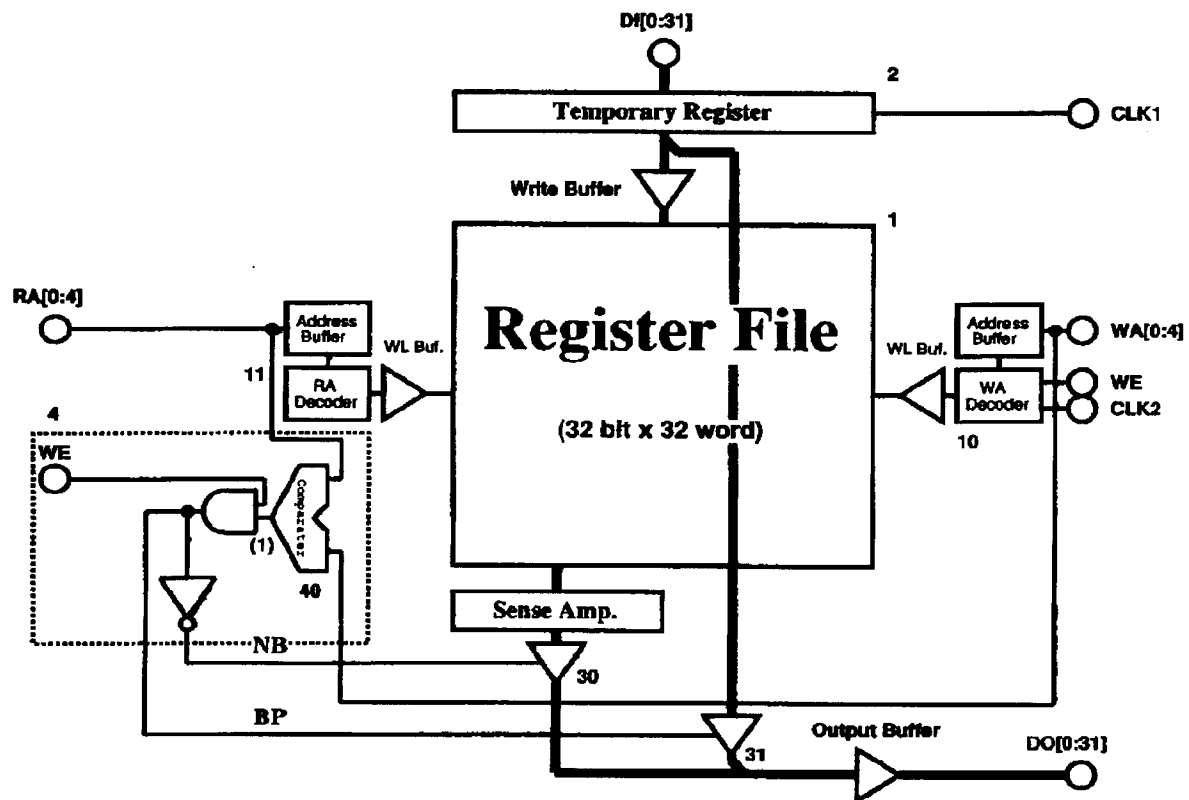 DI[0:31]
2
Temporary Register
CLK1
Write Buffer
1
RA[0:4]
Address
Buffer
WL Buf.
Register File
WL Buf.
Address
Buffer
WA[0:4]
11
RA
Decoder
WA
Decoder
WE
CLK2
(32 bit x 32 word)
10
4
WE
Comparator
(1)
40
Sense Amp.
NB
30
BP
31
Output Buffer
DO[0:31]